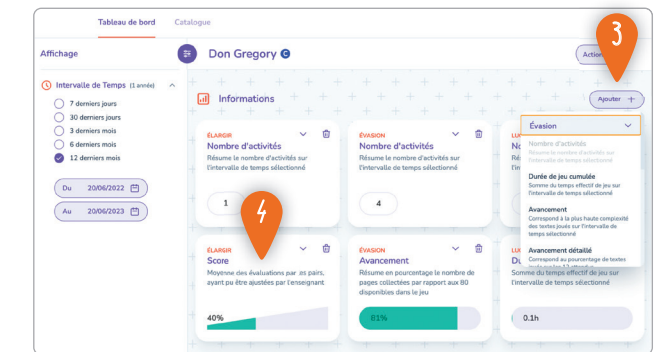 Tableau de bord
Catalogue
3
Affichage
Don Gregory C
Intervalle de Temps (1 année)
7 derniers jours
30 derniers jours
3 derniers mois
6 derniers mois
12 derniers mois
Du 20/06/2022
Au 20/06/2023
Informations
Ajouter +
ÉLARGIR
Nombre d'activités
Résume le nombre d'activités sur
l'intervalle de temps sélectionné
1
ÉVASION
Nombre d'activités
Résume le nombre d'activités sur
l'intervalle de temps sélectionné
4
Évasion
Nombre d'activités
Résume le nombre d'activités sur
l'intervalle de temps sélectionné
Durée de jeu cumulée
Somme du temps effectif de jeu sur
l'intervalle de temps sélectionné
Avancement
Correspond à la plus haute complexité
des textes joués sur l'intervalle de
temps sélectionné
Avancement détaillé
Correspond au pourcentage de textes
4
ÉLARGIR
Score
Moyenne des évaluations par pairs,
ayant pu être ajustées par l'enseignant
40%
ÉVASION
Avancement
Résume en pourcentage le nombre de
pages collectées par rapport aux 80
disponibles dans le jeu
81%
Somme du temps effectif de jeu sur
l'intervalle de temps sélectionné
0.1h